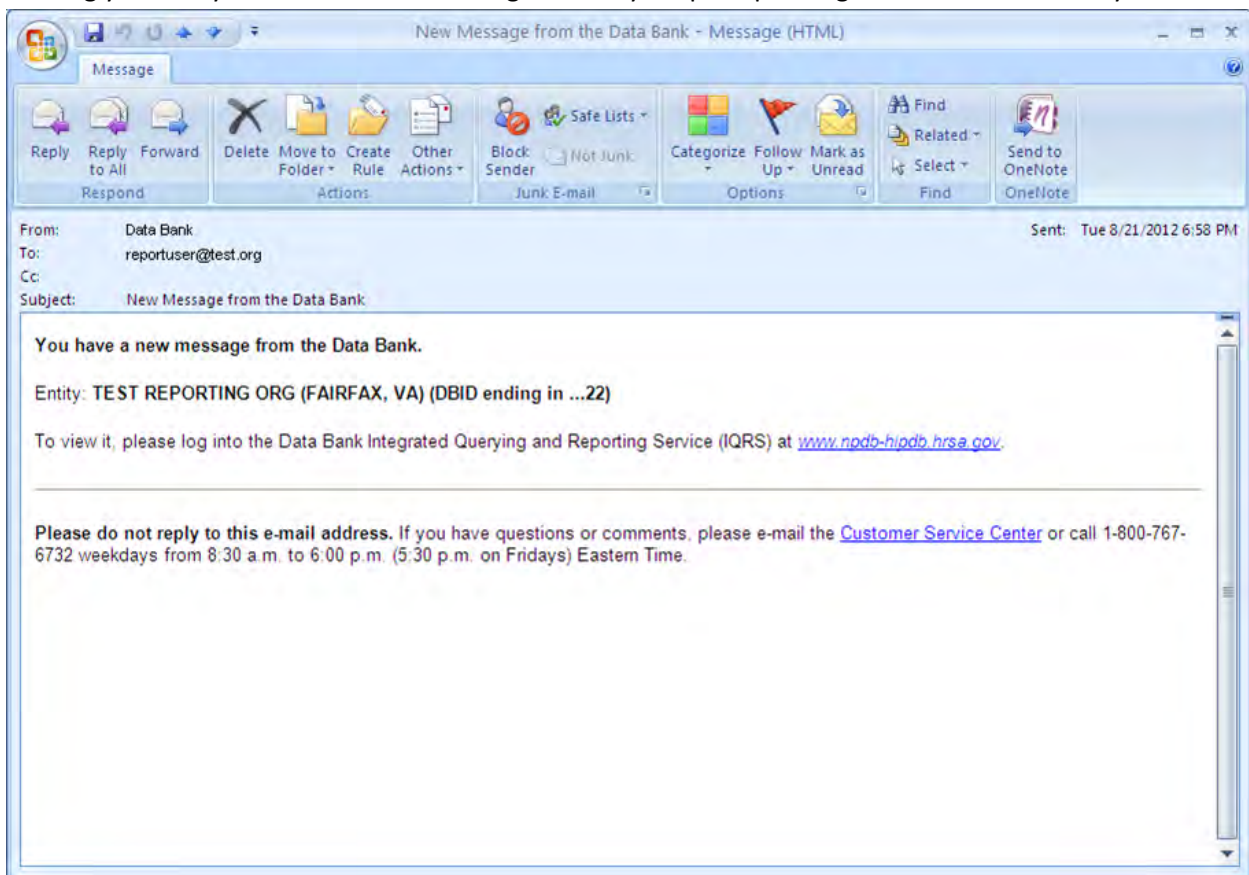 New Message from the Data Bank - Message (HTML)
Message
Reply
Reply to All
Forward
Respond
Delete
Move to Folder
Create Rule
Other Actions
Actions
Block Sender
Safe Lists
Not Junk
Junk E-mail
Categorize
Follow Up
Mark as Unread
Options
Find
Related
Select
Find
Send to OneNote
OneNote
From: Data Bank
Sent: Tue 8/21/2012 6:58 PM
To: reportuser@test.org
Cc:
Subject: New Message from the Data Bank
You have a new message from the Data Bank.
Entity: TEST REPORTING ORG (FAIRFAX, VA) (DBID ending in ...22)
To view it, please log into the Data Bank Integrated Querying and Reporting Service (IQRS) at www.npdb-hipdb.hrsa.gov.
Please do not reply to this e-mail address. If you have questions or comments, please e-mail the Customer Service Center or call 1-800-767-
6732 weekdays from 8:30 a.m. to 6:00 p.m. (5:30 p.m. on Fridays) Eastern Time.